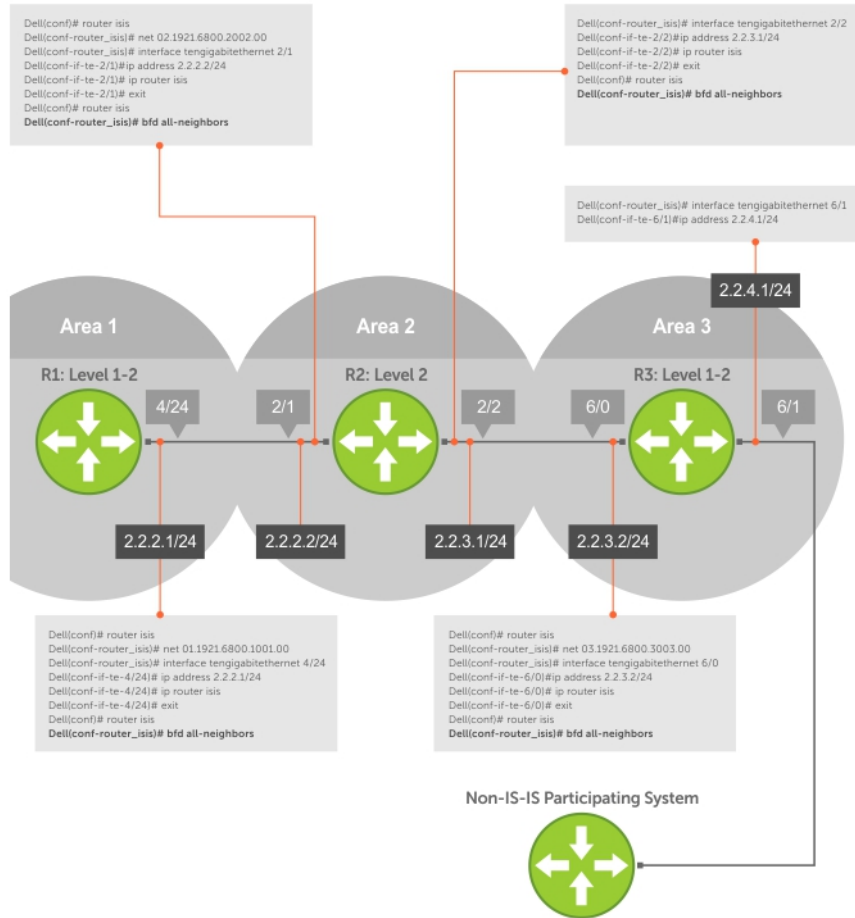 Dell(conf)# router isis
Dell(conf-router_isis)# net 02.1921.6800.2002.00
Dell(conf-router_isis)# interface tengigabitethernet 2/1
Dell(conf-if-te-2/1)#ip address 2.2.2.2/24
Dell(conf-if-te-2/1)# ip router isis
Dell(conf-if-te-2/1)# exit
Dell(conf)# router isis
Dell(conf-router_isis)# bfd all-neighbors
Dell(conf-router_isis)# interface tengigabitethernet 2/2
Dell(conf-if-te-2/2)#ip address 2.2.3.1/24
Dell(conf-if-te-2/2)# ip router isis
Dell(conf-if-te-2/2)# exit
Dell(conf)# router isis
Dell(conf-router_isis)# bfd all-neighbors
Dell(conf-router_isis)# interface tengigabitethernet 6/1
Dell(conf-if-te-6/1)#ip address 2.2.4.1/24
2.2.4.1/24
Area 1
Area 2
Area 3
R1: Level 1-2
R2: Level 2
R3: Level 1-2
4/24
2/1
2/2
6/0
6/1
2.2.2.1/24
2.2.2.2/24
2.2.3.1/24
2.2.3.2/24
Dell(conf)# router isis
Dell(conf-router_isis)# net 01.1921.6800.1001.00
Dell(conf-router_isis)# interface tengigabitethernet 4/24
Dell(conf-if-te-4/24)# ip address 2.2.2.1/24
Dell(conf-if-te-4/24)# ip router isis
Dell(conf-if-te-4/24)# exit
Dell(conf)# router isis
Dell(conf-router_isis)# bfd all-neighbors
Dell(conf)# router isis
Dell(conf-router_isis)# net 03.1921.6800.3003.00
Dell(conf-router_isis)# interface tengigabitethernet 6/0
Dell(conf-if-te-6/0)#ip address 2.2.3.2/24
Dell(conf-if-te-6/0)# ip router isis
Dell(conf-if-te-6/0)# exit
Dell(conf)# router isis
Dell(conf-router_isis)# bfd all-neighbors
Non-IS-IS Participating System